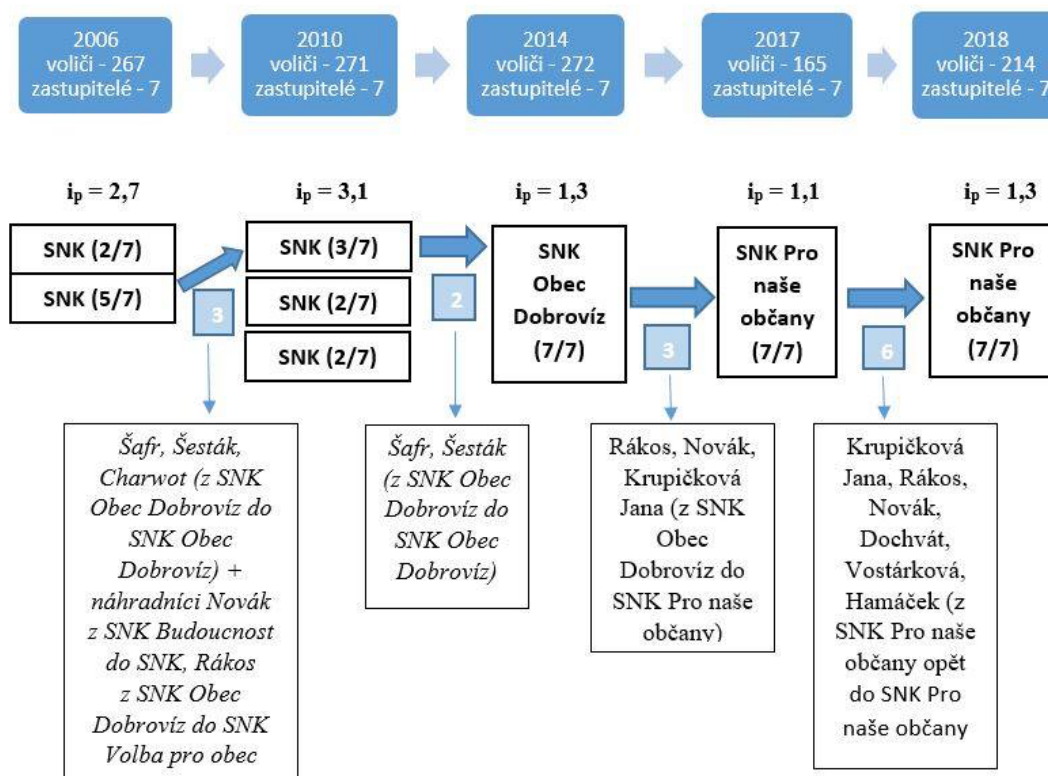 2006
voliči - 267
zastupitelé - 7
2010
voliči - 271
zastupitelé - 7
2014
voliči - 272
zastupitelé - 7
2017
voliči - 165
zastupitelé - 7
2018
voliči - 214
zastupitelé - 7
ip = 2,7
ip = 3,1
ip = 1,3
ip = 1,1
ip = 1,3
SNK (2/7)
SNK (5/7)
3
SNK (3/7)
SNK (2/7)
SNK (2/7)
2
SNK
Obec
Dobrovíz
(7/7)
3
SNK Pro
naše
občany
(7/7)
6
SNK Pro
naše
občany
(7/7)
Šafr, Šesták,
Charwot (z SNK
Obec Dobrovíz do
SNK Obec
Dobrovíz) +
náhradníci Novák
z SNK Budoucnost
do SNK, Rákos
z SNK Obec
Dobrovíz do SNK
Volba pro obec
Šafr, Šesták
(z SNK Obec
Dobrovíz do
SNK Obec
Dobrovíz)
Rákos, Novák,
Krupičková
Jana (z SNK
Obec
Dobrovíz do
SNK Pro naše
občany)
Krupičková
Jana, Rákos,
Novák,
Dochvát,
Vostárková,
Hamáček (z
SNK Pro naše
občany opět
do SNK Pro
naše občany